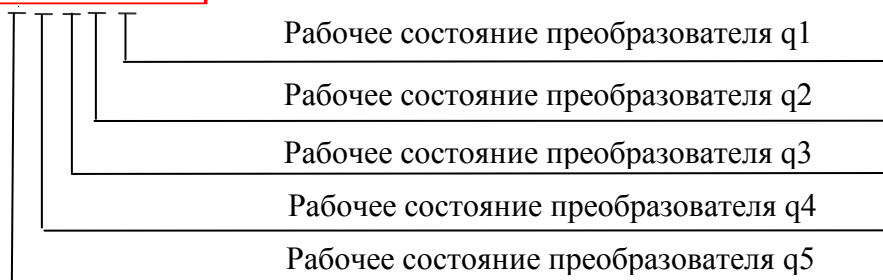 Рабочее состояние преобразователя q1
Рабочее состояние преобразователя q2
Рабочее состояние преобразователя q3
Рабочее состояние преобразователя q4
Рабочее состояние преобразователя q5